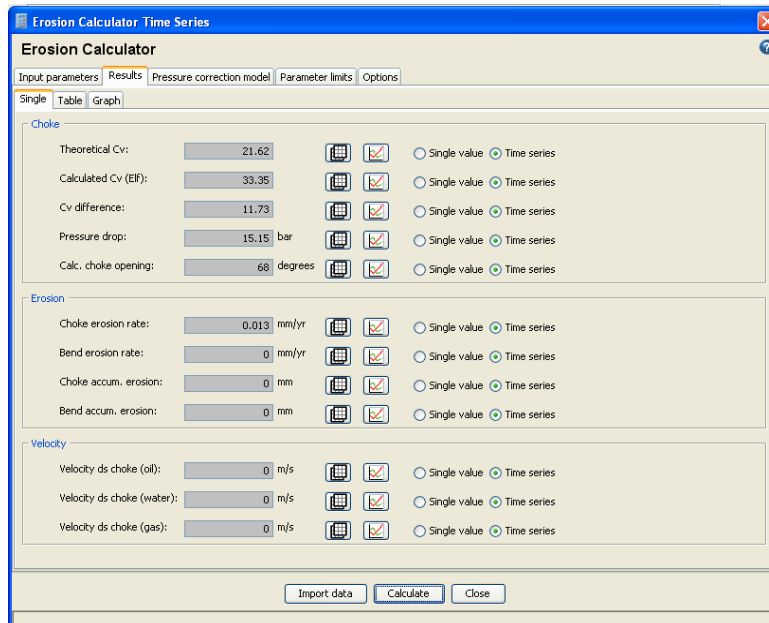 Erosion Calculator Time Series
Erosion Calculator
Input parameters Results Pressure correction model Parameter limits Options
Single Table Graph
Choke
Theoretical Cv: 21.62 Single value Time series
Calculated Cv (Elf): 33.35 Single value Time series
Cv difference: 11.73 Single value Time series
Pressure drop: 15.15 bar Single value Time series
Calc. choke opening: 68 degrees Single value Time series
Erosion
Choke erosion rate: 0.013 mm/yr Single value Time series
Bend erosion rate: 0 mm/yr Single value Time series
Choke accum. erosion: 0 mm Single value Time series
Bend accum. erosion: 0 mm Single value Time series
Velocity
Velocity ds choke (oil): 0 m/s Single value Time series
Velocity ds choke (water): 0 m/s Single value Time series
Velocity ds choke (gas): 0 m/s Single value Time series
Import data Calculate Close